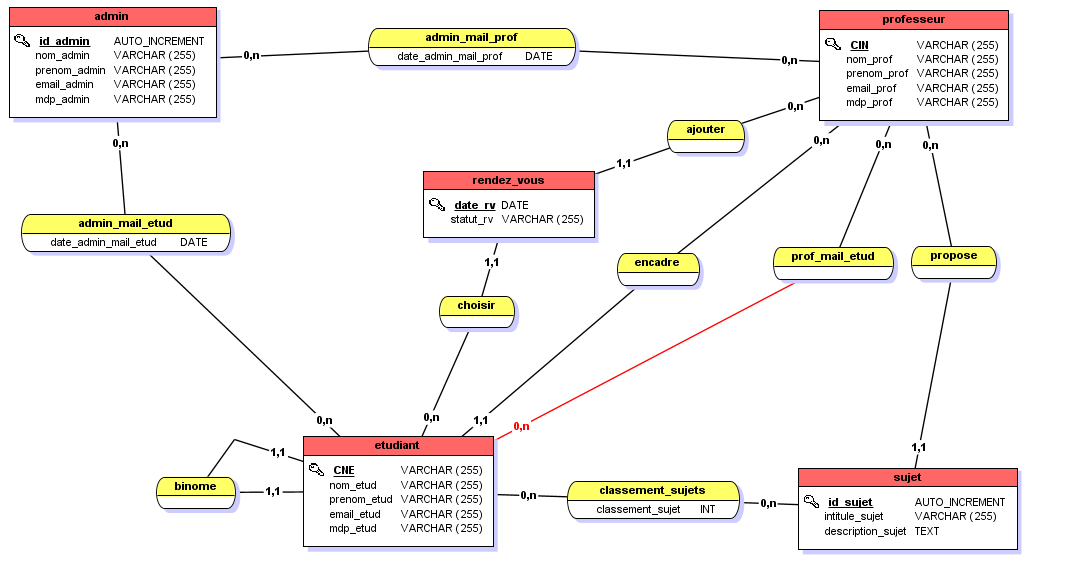 admin
id_admin AUTO_INCREMENT
nom_admin VARCHAR (255)
prenom_admin VARCHAR (255)
email_admin VARCHAR (255)
mdp_admin VARCHAR (255)
0,n
admin_mail_prof
date_admin_mail_prof DATE
0,n
professeur
CIN VARCHAR (255)
nom_prof VARCHAR (255)
prenom_prof VARCHAR (255)
email_prof VARCHAR (255)
mdp_prof VARCHAR (255)
0,n
ajouter
1,1
0,n
0,n
0,n
0,n
rendez_vous
date_rv DATE
statut_rv VARCHAR (255)
admin_mail_etud
date_admin_mail_etud DATE
1,1
encadre
prof_mail_etud
propose
choisir
0,n
0,n
1,1
0,n
1,1
etudiant
CNE VARCHAR (255)
nom_etud VARCHAR (255)
prenom_etud VARCHAR (255)
email_etud VARCHAR (255)
mdp_etud VARCHAR (255)
1,1
binome
1,1
0,n
classement_sujets
classement_sujet INT
0,n
sujet
id_sujet AUTO_INCREMENT
intitule_sujet VARCHAR (255)
description_sujet TEXT